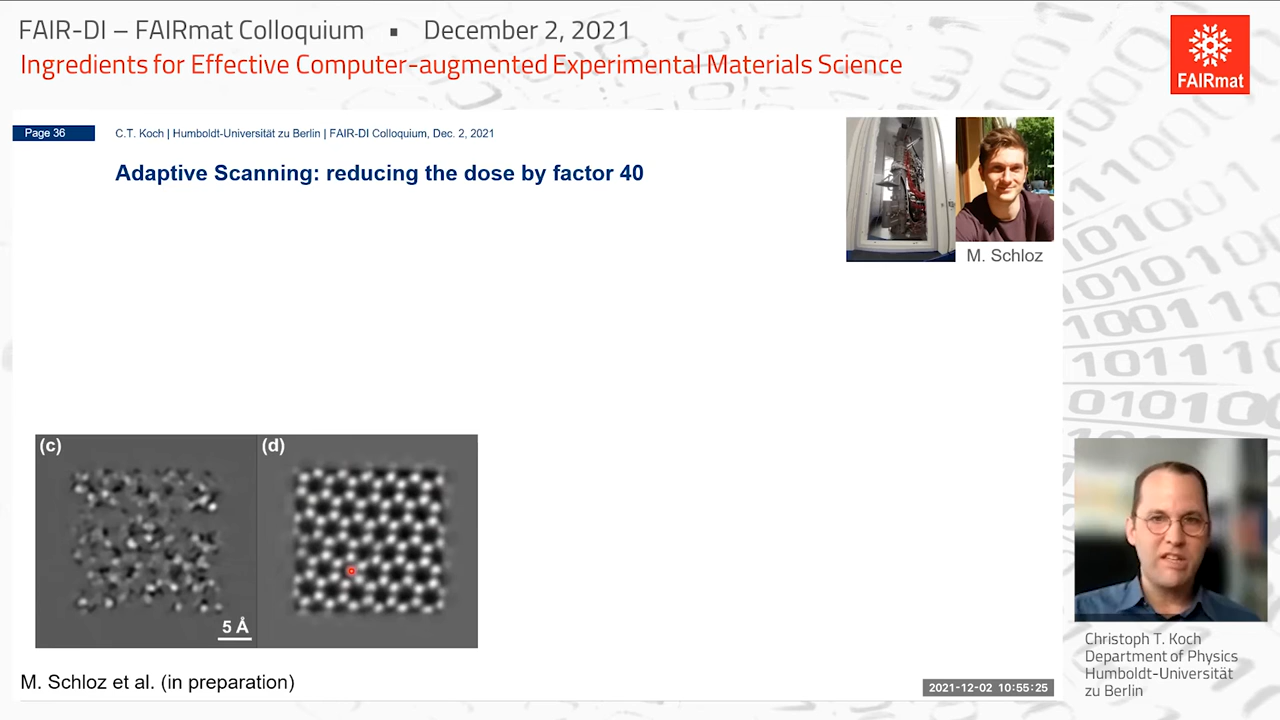 FAIR-DI – FAIRmat Colloquium ▪ December 2, 2021
Ingredients for Effective Computer-augmented Experimental Materials Science
FAIRmat
Page 36
C.T. Koch | Humboldt-Universität zu Berlin | FAIR-DI Colloquium, Dec. 2, 2021
Adaptive Scanning: reducing the dose by factor 40
M. Schloz
(c)
(d)
5 Å
M. Schloz et al. (in preparation)
2021-12-02 10:55:25
Christoph T. Koch
Department of Physics
Humboldt-Universität
zu Berlin